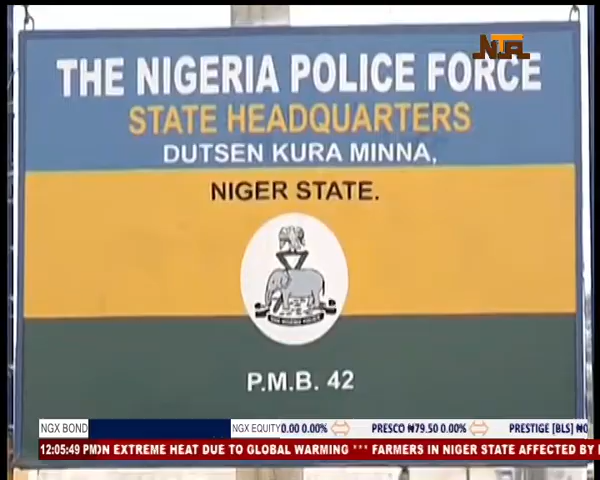 NTA
THE NIGERIA POLICE FORCE
STATE HEADQUARTERS
DUTSEN KURA MINNA,
NIGER STATE.
P.M.B. 42
NGX BOND NGX EQUITY 0.00 0.00% PRESCO ₦79.50 0.00% PRESTIGE [BLS] ₦0
12:05:49 PM ON EXTREME HEAT DUE TO GLOBAL WARMING *** FARMERS IN NIGER STATE AFFECTED BY